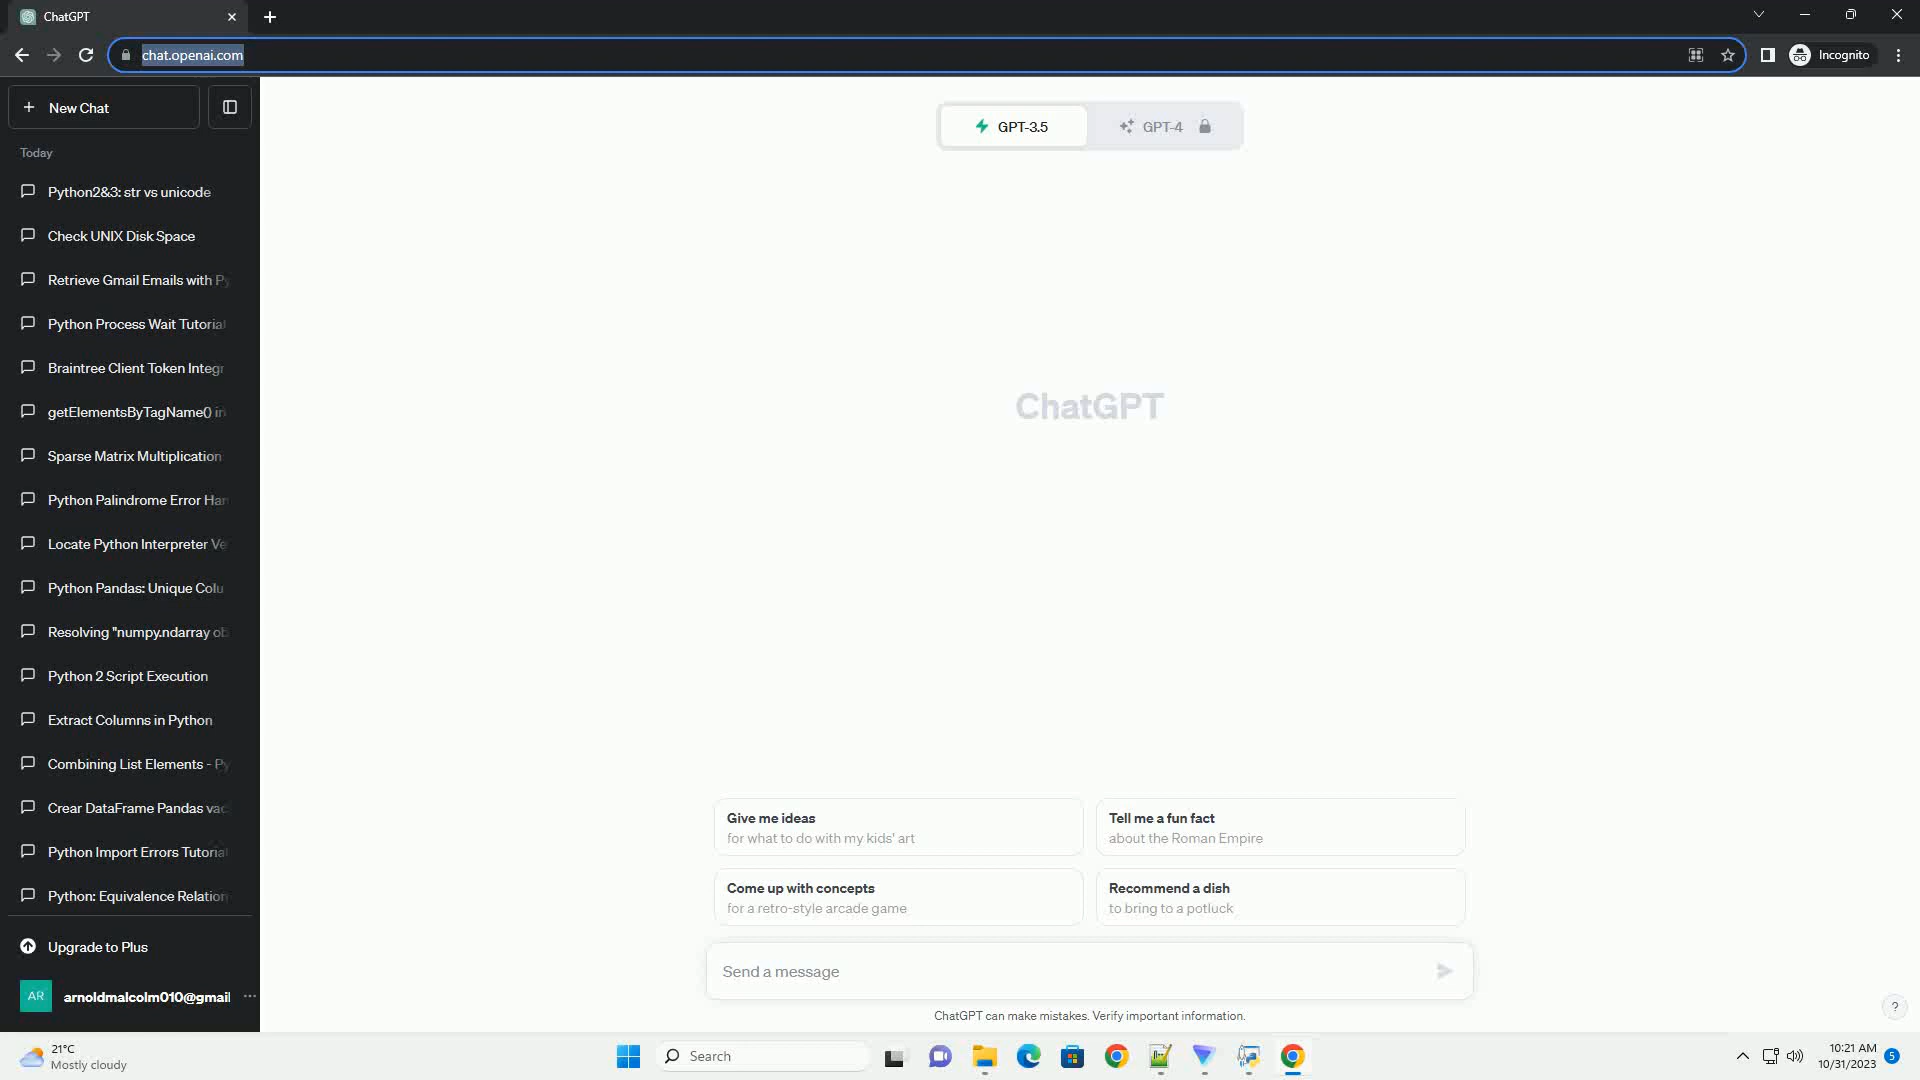 ChatGPT
chat.openai.com
Incognito
New Chat
Today
Python2&3: str vs unicode
Check UNIX Disk Space
Retrieve Gmail Emails with Py
Python Process Wait Tutorial
Braintree Client Token Integr
getElementsByTagName() in
Sparse Matrix Multiplication
Python Palindrome Error Han
Locate Python Interpreter Ve
Python Pandas: Unique Colu
Resolving "numpy.ndarray ob
Python 2 Script Execution
Extract Columns in Python
Combining List Elements - Py
Crear DataFrame Pandas vac
Python Import Errors Tutorial
Python: Equivalence Relation
Upgrade to Plus
AR arnoldmalcolm010@gmail
GPT-3.5 GPT-4
ChatGPT
Give me ideas
for what to do with my kids' art
Tell me a fun fact
about the Roman Empire
Come up with concepts
for a retro-style arcade game
Recommend a dish
to bring to a potluck
Send a message
ChatGPT can make mistakes. Verify important information.
?
21°C
Mostly cloudy
Search
10:21 AM
10/31/2023
5